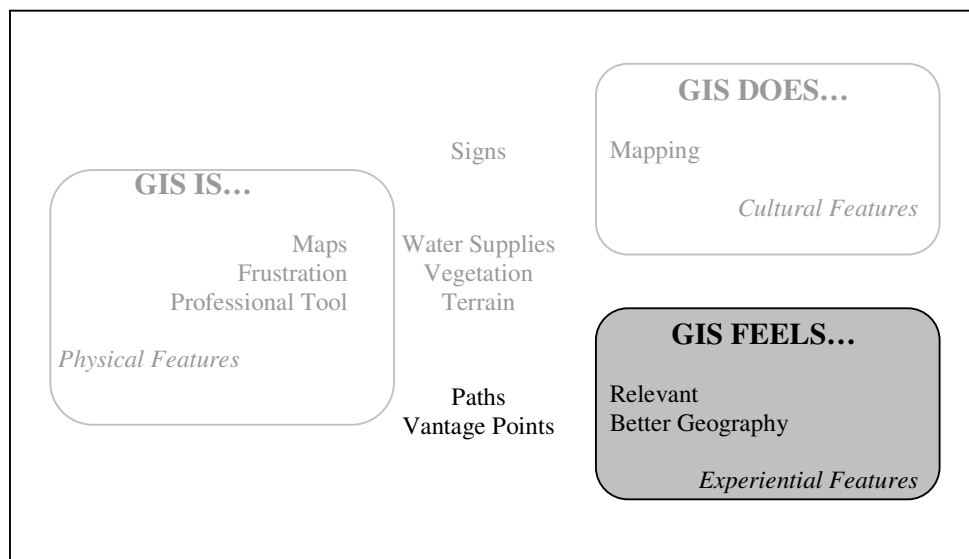 GIS DOES…
Signs
Mapping
GIS IS…
Cultural Features
Maps
Water Supplies
Frustration
Vegetation
Professional Tool
Terrain
GIS FEELS…
Physical Features
Paths
Relevant
Vantage Points
Better Geography
Experiential Features